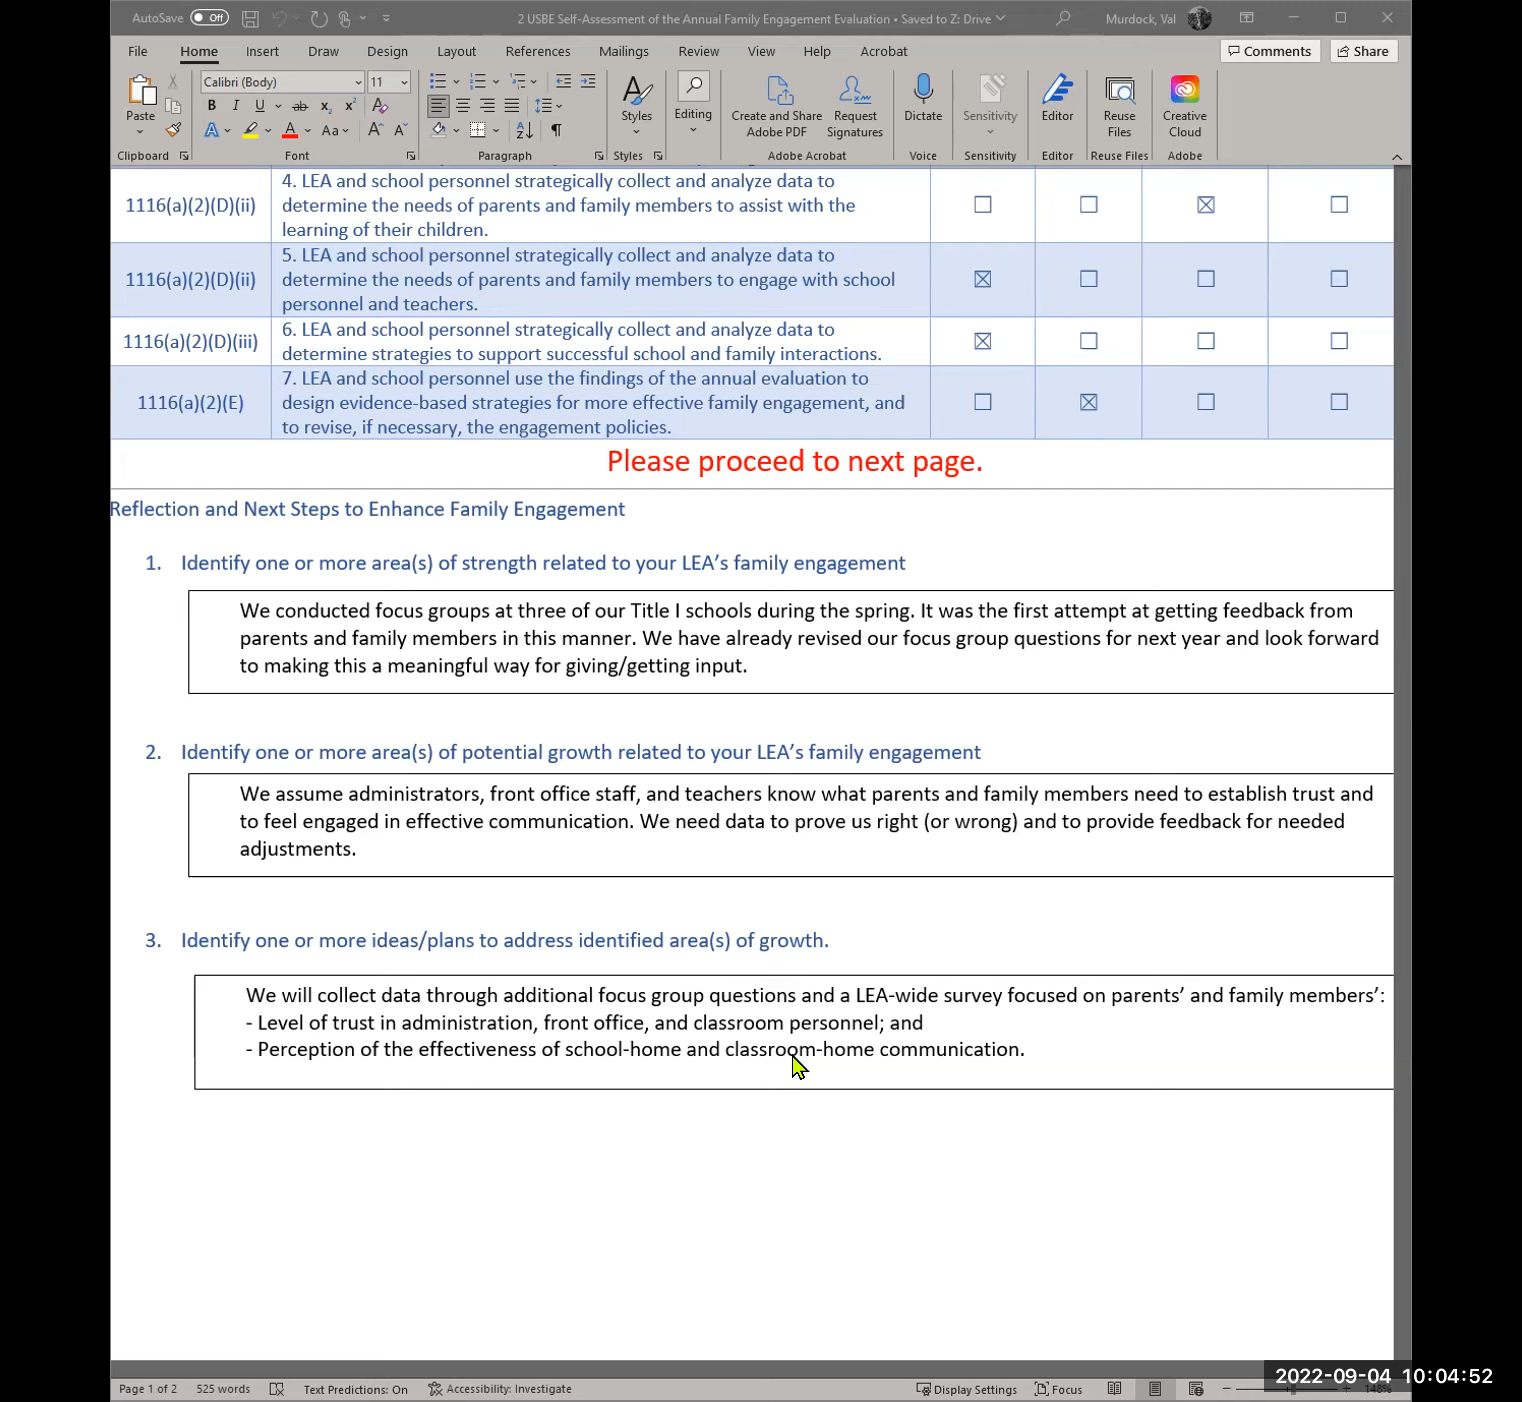 AutoSave Off 2 USBE Self-Assessment of the Annual Family Engagement Evaluation • Saved to Z: Drive Murdock, Val
File Home Insert Draw Design Layout References Mailings Review View Help Acrobat Comments Share
Calibri (Body) 11
Paste Styles Editing Create and Share Adobe PDF Request Signatures Dictate Sensitivity Editor Reuse Files Creative Cloud
Clipboard Font Paragraph Styles Adobe Acrobat Voice Sensitivity Editor Reuse Files Adobe
4. LEA and school personnel strategically collect and analyze data to
1116(a)(2)(D)(ii) determine the needs of parents and family members to assist with the
learning of their children.
5. LEA and school personnel strategically collect and analyze data to
1116(a)(2)(D)(ii) determine the needs of parents and family members to engage with school
personnel and teachers.
6. LEA and school personnel strategically collect and analyze data to
1116(a)(2)(D)(iii) determine strategies to support successful school and family interactions.
7. LEA and school personnel use the findings of the annual evaluation to
1116(a)(2)(E) design evidence-based strategies for more effective family engagement, and
to revise, if necessary, the engagement policies.
Please proceed to next page.
Reflection and Next Steps to Enhance Family Engagement
1. Identify one or more area(s) of strength related to your LEA’s family engagement
We conducted focus groups at three of our Title I schools during the spring. It was the first attempt at getting feedback from
parents and family members in this manner. We have already revised our focus group questions for next year and look forward
to making this a meaningful way for giving/getting input.
2. Identify one or more area(s) of potential growth related to your LEA’s family engagement
We assume administrators, front office staff, and teachers know what parents and family members need to establish trust and
to feel engaged in effective communication. We need data to prove us right (or wrong) and to provide feedback for needed
adjustments.
3. Identify one or more ideas/plans to address identified area(s) of growth.
We will collect data through additional focus group questions and a LEA-wide survey focused on parents’ and family members’:
- Level of trust in administration, front office, and classroom personnel; and
- Perception of the effectiveness of school-home and classroom-home communication.
Page 1 of 2 525 words Text Predictions: On Accessibility: Investigate Display Settings Focus 148%
2022-09-04 10:04:52